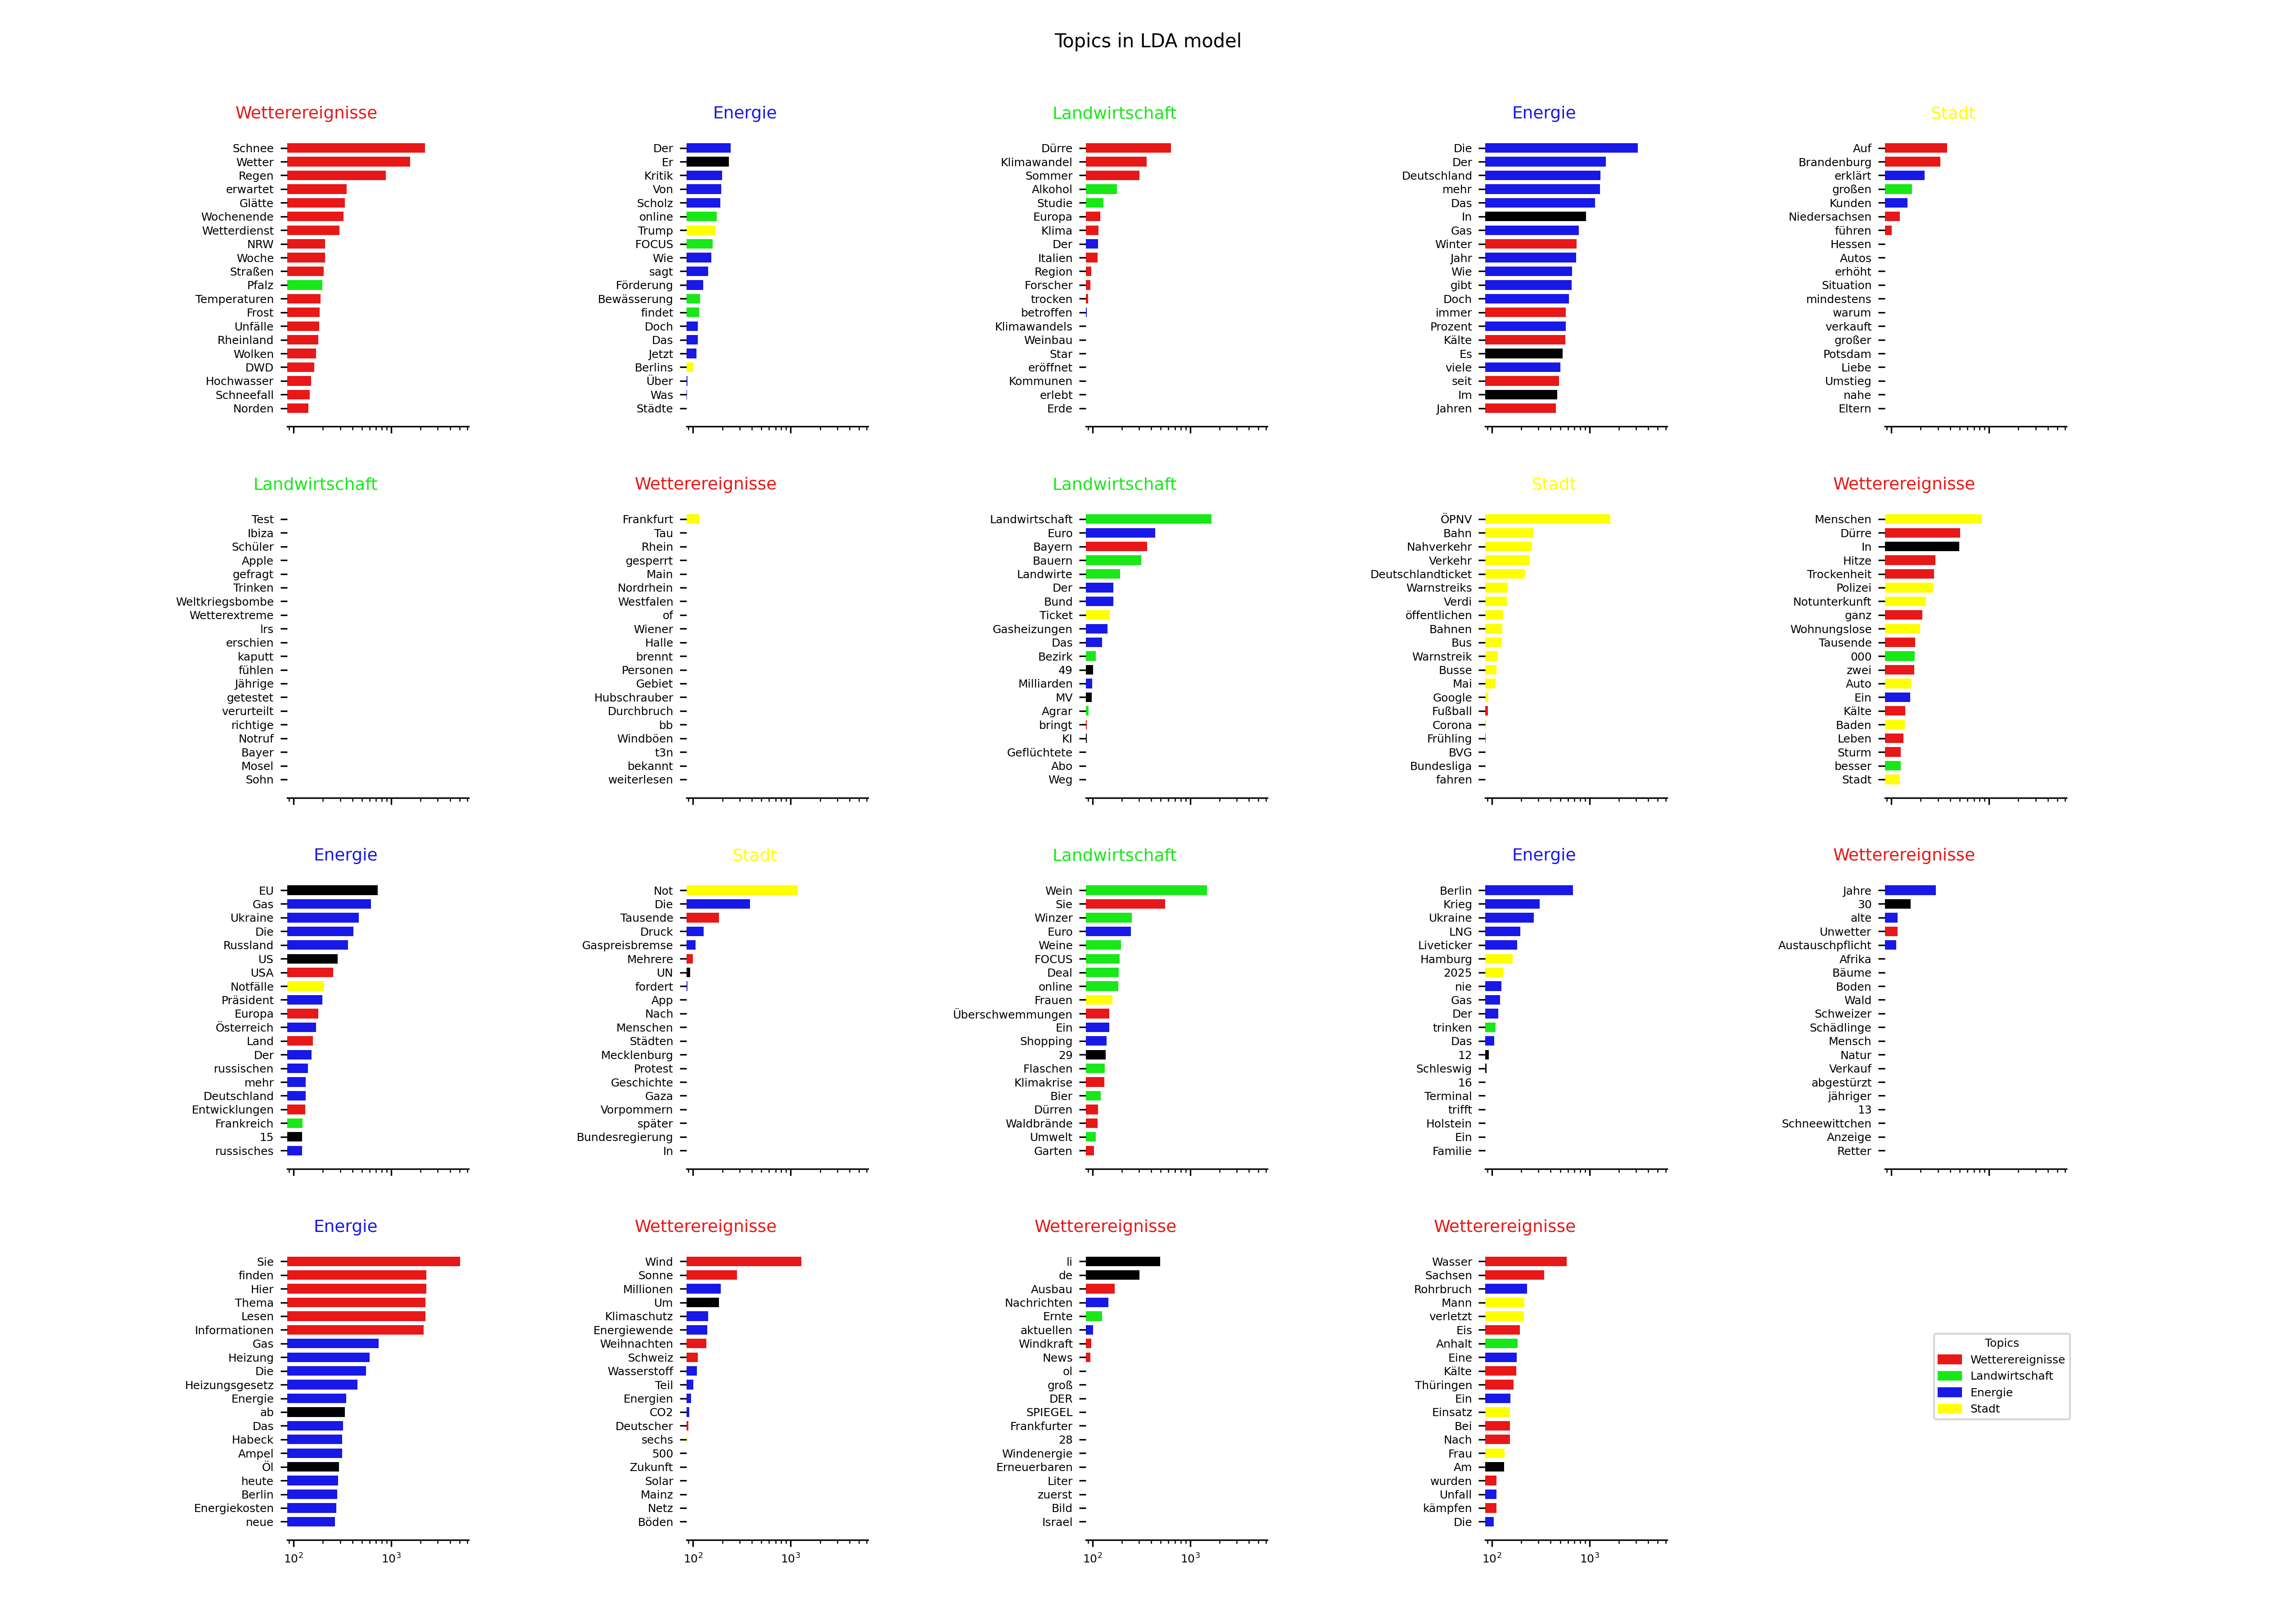 Topics in LDA model
Wetterereignisse
Schnee
Wetter
Regen
erwartet
Glätte
Wochenende
Wetterdienst
NRW
Woche
Straßen
Pfalz
Temperaturen
Frost
Unfälle
Rheinland
Wolken
DWD
Hochwasser
Schneefall
Norden
Energie
Der
Er
Kritik
Von
Scholz
online
Trump
FOCUS
Wie
sagt
Förderung
Bewässerung
findet
Doch
Das
Jetzt
Berlins
Über
Was
Städte
Landwirtschaft
Dürre
Klimawandel
Sommer
Alkohol
Studie
Europa
Klima
Der
Italien
Region
Forscher
trocken
betroffen
Klimawandels
Weinbau
Star
eröffnet
Kommunen
erlebt
Erde
Energie
Die
Der
Deutschland
mehr
Das
In
Gas
Winter
Jahr
Wie
gibt
Doch
immer
Prozent
Kälte
Es
viele
seit
Im
Jahren
Stadt
Auf
Brandenburg
erklärt
großen
Kunden
Niedersachsen
führen
Hessen
Autos
erhöht
Situation
mindestens
warum
verkauft
großer
Potsdam
Liebe
Umstieg
nahe
Eltern
Landwirtschaft
Test
Ibiza
Schüler
Apple
gefragt
Trinken
Weltkriegsbombe
Wetterextreme
lrs
erschien
kaputt
fühlen
Jährige
getestet
verurteilt
richtige
Notruf
Bayer
Mosel
Sohn
Wetterereignisse
Frankfurt
Tau
Rhein
gesperrt
Main
Nordrhein
Westfalen
of
Wiener
Halle
brennt
Personen
Gebiet
Hubschrauber
Durchbruch
bb
Windböen
t3n
bekannt
weiterlesen
Landwirtschaft
Landwirtschaft
Euro
Bayern
Bauern
Landwirte
Der
Bund
Ticket
Gasheizungen
Das
Bezirk
49
Milliarden
MV
Agrar
bringt
KI
Geflüchtete
Abo
Weg
Stadt
ÖPNV
Bahn
Nahverkehr
Verkehr
Deutschlandticket
Warnstreiks
Verdi
öffentlichen
Bahnen
Bus
Warnstreik
Busse
Mai
Google
Fußball
Corona
Frühling
BVG
Bundesliga
fahren
Wetterereignisse
Menschen
Dürre
In
Hitze
Trockenheit
Polizei
Notunterkunft
ganz
Wohnungslose
Tausende
000
zwei
Auto
Ein
Kälte
Baden
Leben
Sturm
besser
Stadt
Energie
EU
Gas
Ukraine
Die
Russland
US
USA
Notfälle
Präsident
Europa
Österreich
Land
Der
russischen
mehr
Deutschland
Entwicklungen
Frankreich
15
russisches
Stadt
Not
Die
Tausende
Druck
Gaspreisbremse
Mehrere
UN
fordert
App
Nach
Menschen
Städten
Mecklenburg
Protest
Geschichte
Gaza
Vorpommern
später
Bundesregierung
In
Landwirtschaft
Wein
Sie
Winzer
Euro
Weine
FOCUS
Deal
online
Frauen
Überschwemmungen
Ein
Shopping
29
Flaschen
Klimakrise
Bier
Dürren
Waldbrände
Umwelt
Garten
Energie
Berlin
Krieg
Ukraine
LNG
Liveticker
Hamburg
2025
nie
Gas
Der
trinken
Das
12
Schleswig
16
Terminal
trifft
Holstein
Ein
Familie
Wetterereignisse
Jahre
30
alte
Unwetter
Austauschpflicht
Afrika
Bäume
Boden
Wald
Schweizer
Schädlinge
Mensch
Natur
Verkauf
abgestürzt
jähriger
13
Schneewittchen
Anzeige
Retter
Energie
Sie
finden
Hier
Thema
Lesen
Informationen
Gas
Heizung
Die
Heizungsgesetz
Energie
ab
Das
Habeck
Ampel
Öl
heute
Berlin
Energiekosten
neue
10²
10³
Wetterereignisse
Wind
Sonne
Millionen
Um
Klimaschutz
Energiewende
Weihnachten
Schweiz
Wasserstoff
Teil
Energien
CO2
Deutscher
sechs
500
Zukunft
Solar
Mainz
Netz
Böden
10²
10³
Wetterereignisse
li
de
Ausbau
Nachrichten
Ernte
aktuellen
Windkraft
News
ol
groß
DER
SPIEGEL
Frankfurter
28
Windenergie
Erneuerbaren
Liter
zuerst
Bild
Israel
10²
10³
Wetterereignisse
Wasser
Sachsen
Rohrbruch
Mann
verletzt
Eis
Anhalt
Eine
Kälte
Thüringen
Ein
Einsatz
Bei
Nach
Frau
Am
wurden
Unfall
kämpfen
Die
10²
10³
Topics
Wetterereignisse
Landwirtschaft
Energie
Stadt